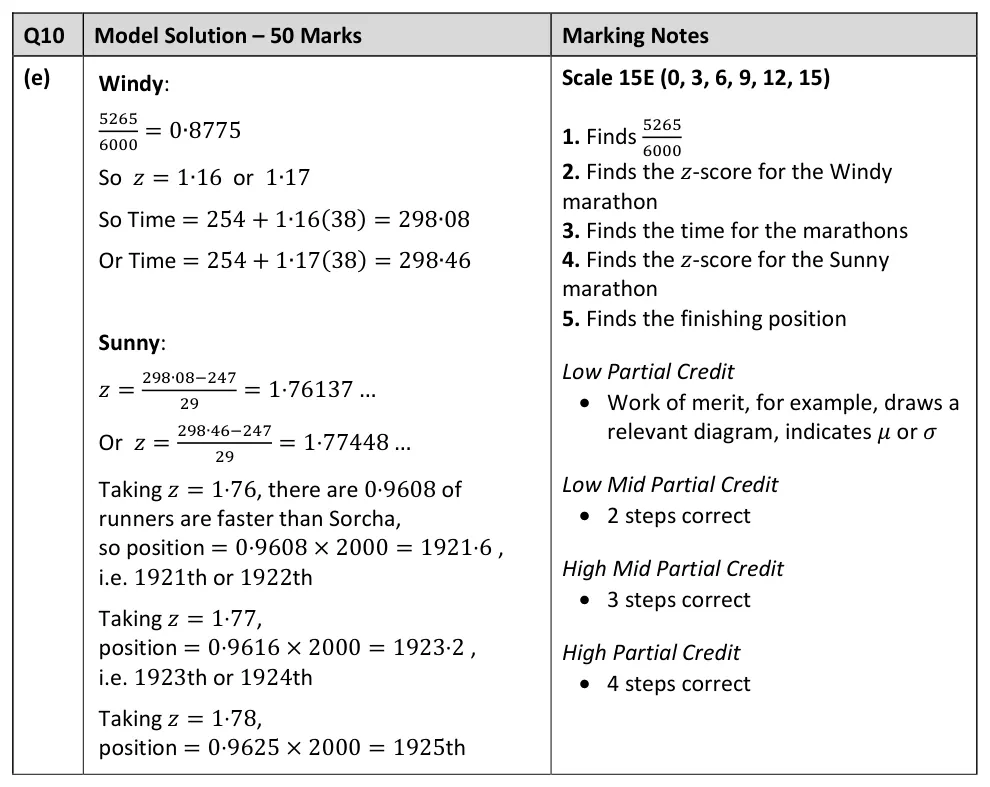 Q10 Model Solution – 50 Marks Marking Notes
(e)
Windy:
5265/6000 = 0·8775
So z = 1·16 or 1·17
So Time = 254 + 1·16(38) = 298·08
Or Time = 254 + 1·17(38) = 298·46
Sunny:
z = (298·08−247)/29 = 1·76137 …
Or z = (298·46−247)/29 = 1·77448 …
Taking z = 1·76, there are 0·9608 of
runners are faster than Sorcha,
so position = 0·9608 × 2000 = 1921·6 ,
i.e. 1921th or 1922th
Taking z = 1·77,
position = 0·9616 × 2000 = 1923·2 ,
i.e. 1923th or 1924th
Taking z = 1·78,
position = 0·9625 × 2000 = 1925th
Scale 15E (0, 3, 6, 9, 12, 15)
1. Finds 5265/6000
2. Finds the z-score for the Windy
marathon
3. Finds the time for the marathons
4. Finds the z-score for the Sunny
marathon
5. Finds the finishing position
Low Partial Credit
• Work of merit, for example, draws a
relevant diagram, indicates μ or σ
Low Mid Partial Credit
• 2 steps correct
High Mid Partial Credit
• 3 steps correct
High Partial Credit
• 4 steps correct